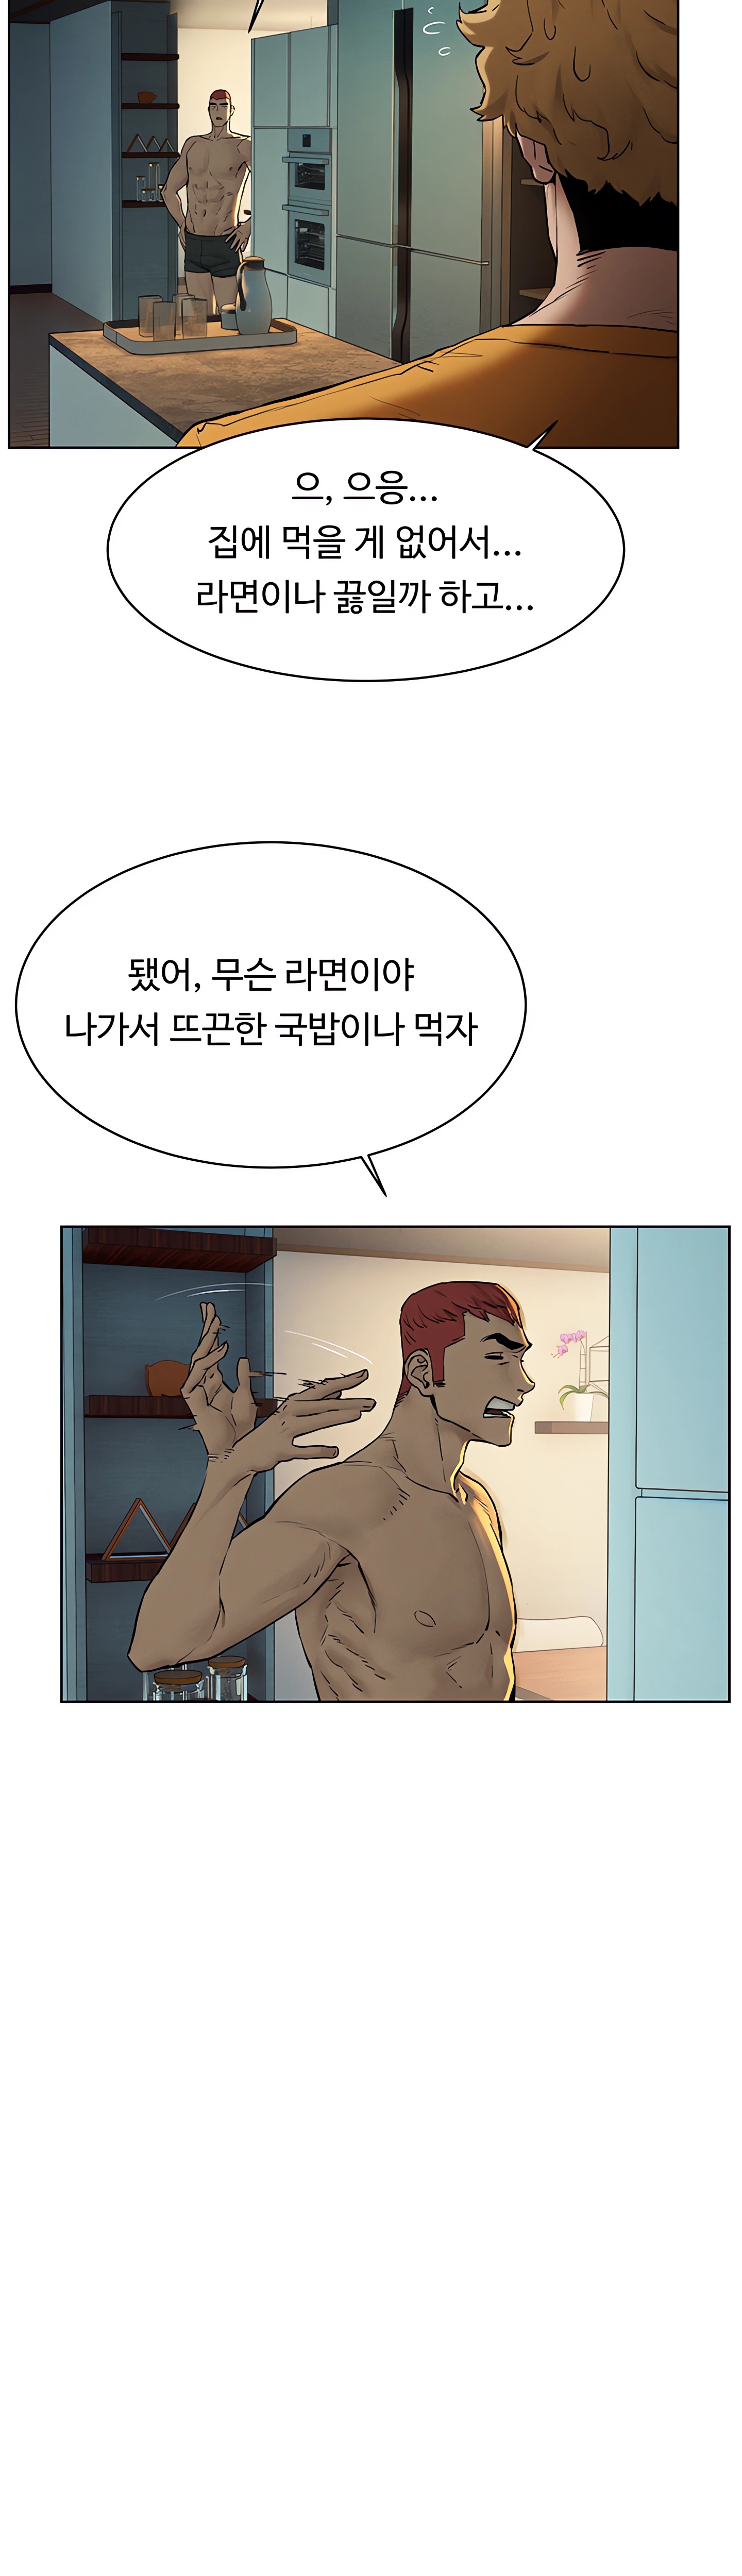 으, 으응...
집에 먹을 게 없어서...
라면이나 끓일까 하고...
됐어, 무슨 라면이야
나가서 뜨끈한 국밥이나 먹자